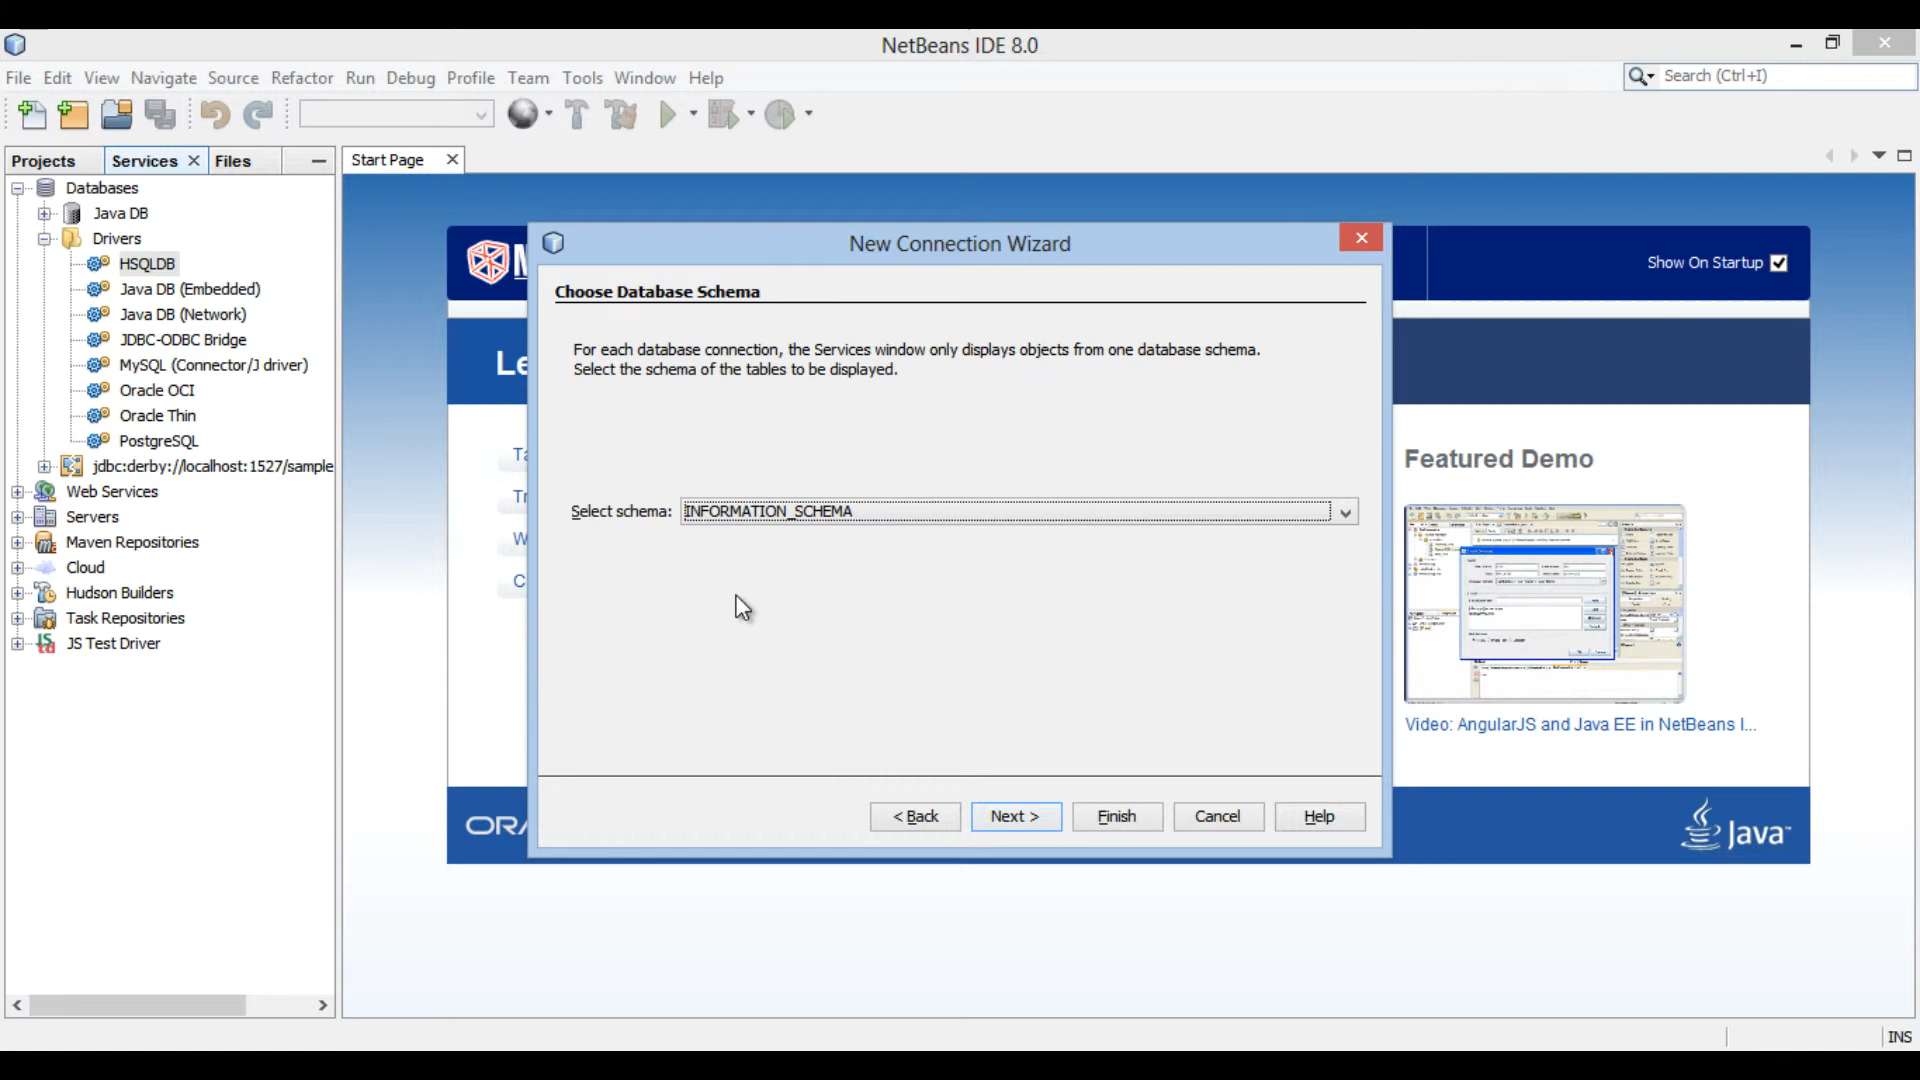 NetBeans IDE 8.0
File Edit View Navigate Source Refactor Run Debug Profile Team Tools Window Help
Search (Ctrl+I)
Projects Services Files
Start Page
Databases
Java DB
Drivers
HSQLDB
Java DB (Embedded)
Java DB (Network)
JDBC-ODBC Bridge
MySQL (Connector/J driver)
Oracle OCI
Oracle Thin
PostgreSQL
jdbc:derby://localhost:1527/sample
Web Services
Servers
Maven Repositories
Cloud
Hudson Builders
Task Repositories
JS Test Driver
Show On Startup
New Connection Wizard
Choose Database Schema
For each database connection, the Services window only displays objects from one database schema.
Select the schema of the tables to be displayed.
Select schema: INFORMATION_SCHEMA
< Back Next > Finish Cancel Help
Featured Demo
Video: AngularJS and Java EE in NetBeans I...
Java
INS